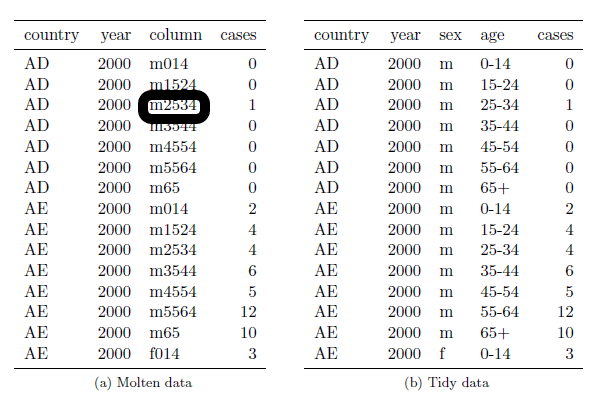 country year column cases
AD 2000 m014 0
AD 2000 m1524 0
AD 2000 m2534 1
AD 2000 m3544 0
AD 2000 m4554 0
AD 2000 m5564 0
AD 2000 m65 0
AE 2000 m014 2
AE 2000 m1524 4
AE 2000 m2534 4
AE 2000 m3544 6
AE 2000 m4554 5
AE 2000 m5564 12
AE 2000 m65 10
AE 2000 f014 3
(a) Molten data
country year sex age cases
AD 2000 m 0-14 0
AD 2000 m 15-24 0
AD 2000 m 25-34 1
AD 2000 m 35-44 0
AD 2000 m 45-54 0
AD 2000 m 55-64 0
AD 2000 m 65+ 0
AE 2000 m 0-14 2
AE 2000 m 15-24 4
AE 2000 m 25-34 4
AE 2000 m 35-44 6
AE 2000 m 45-54 5
AE 2000 m 55-64 12
AE 2000 m 65+ 10
AE 2000 f 0-14 3
(b) Tidy data